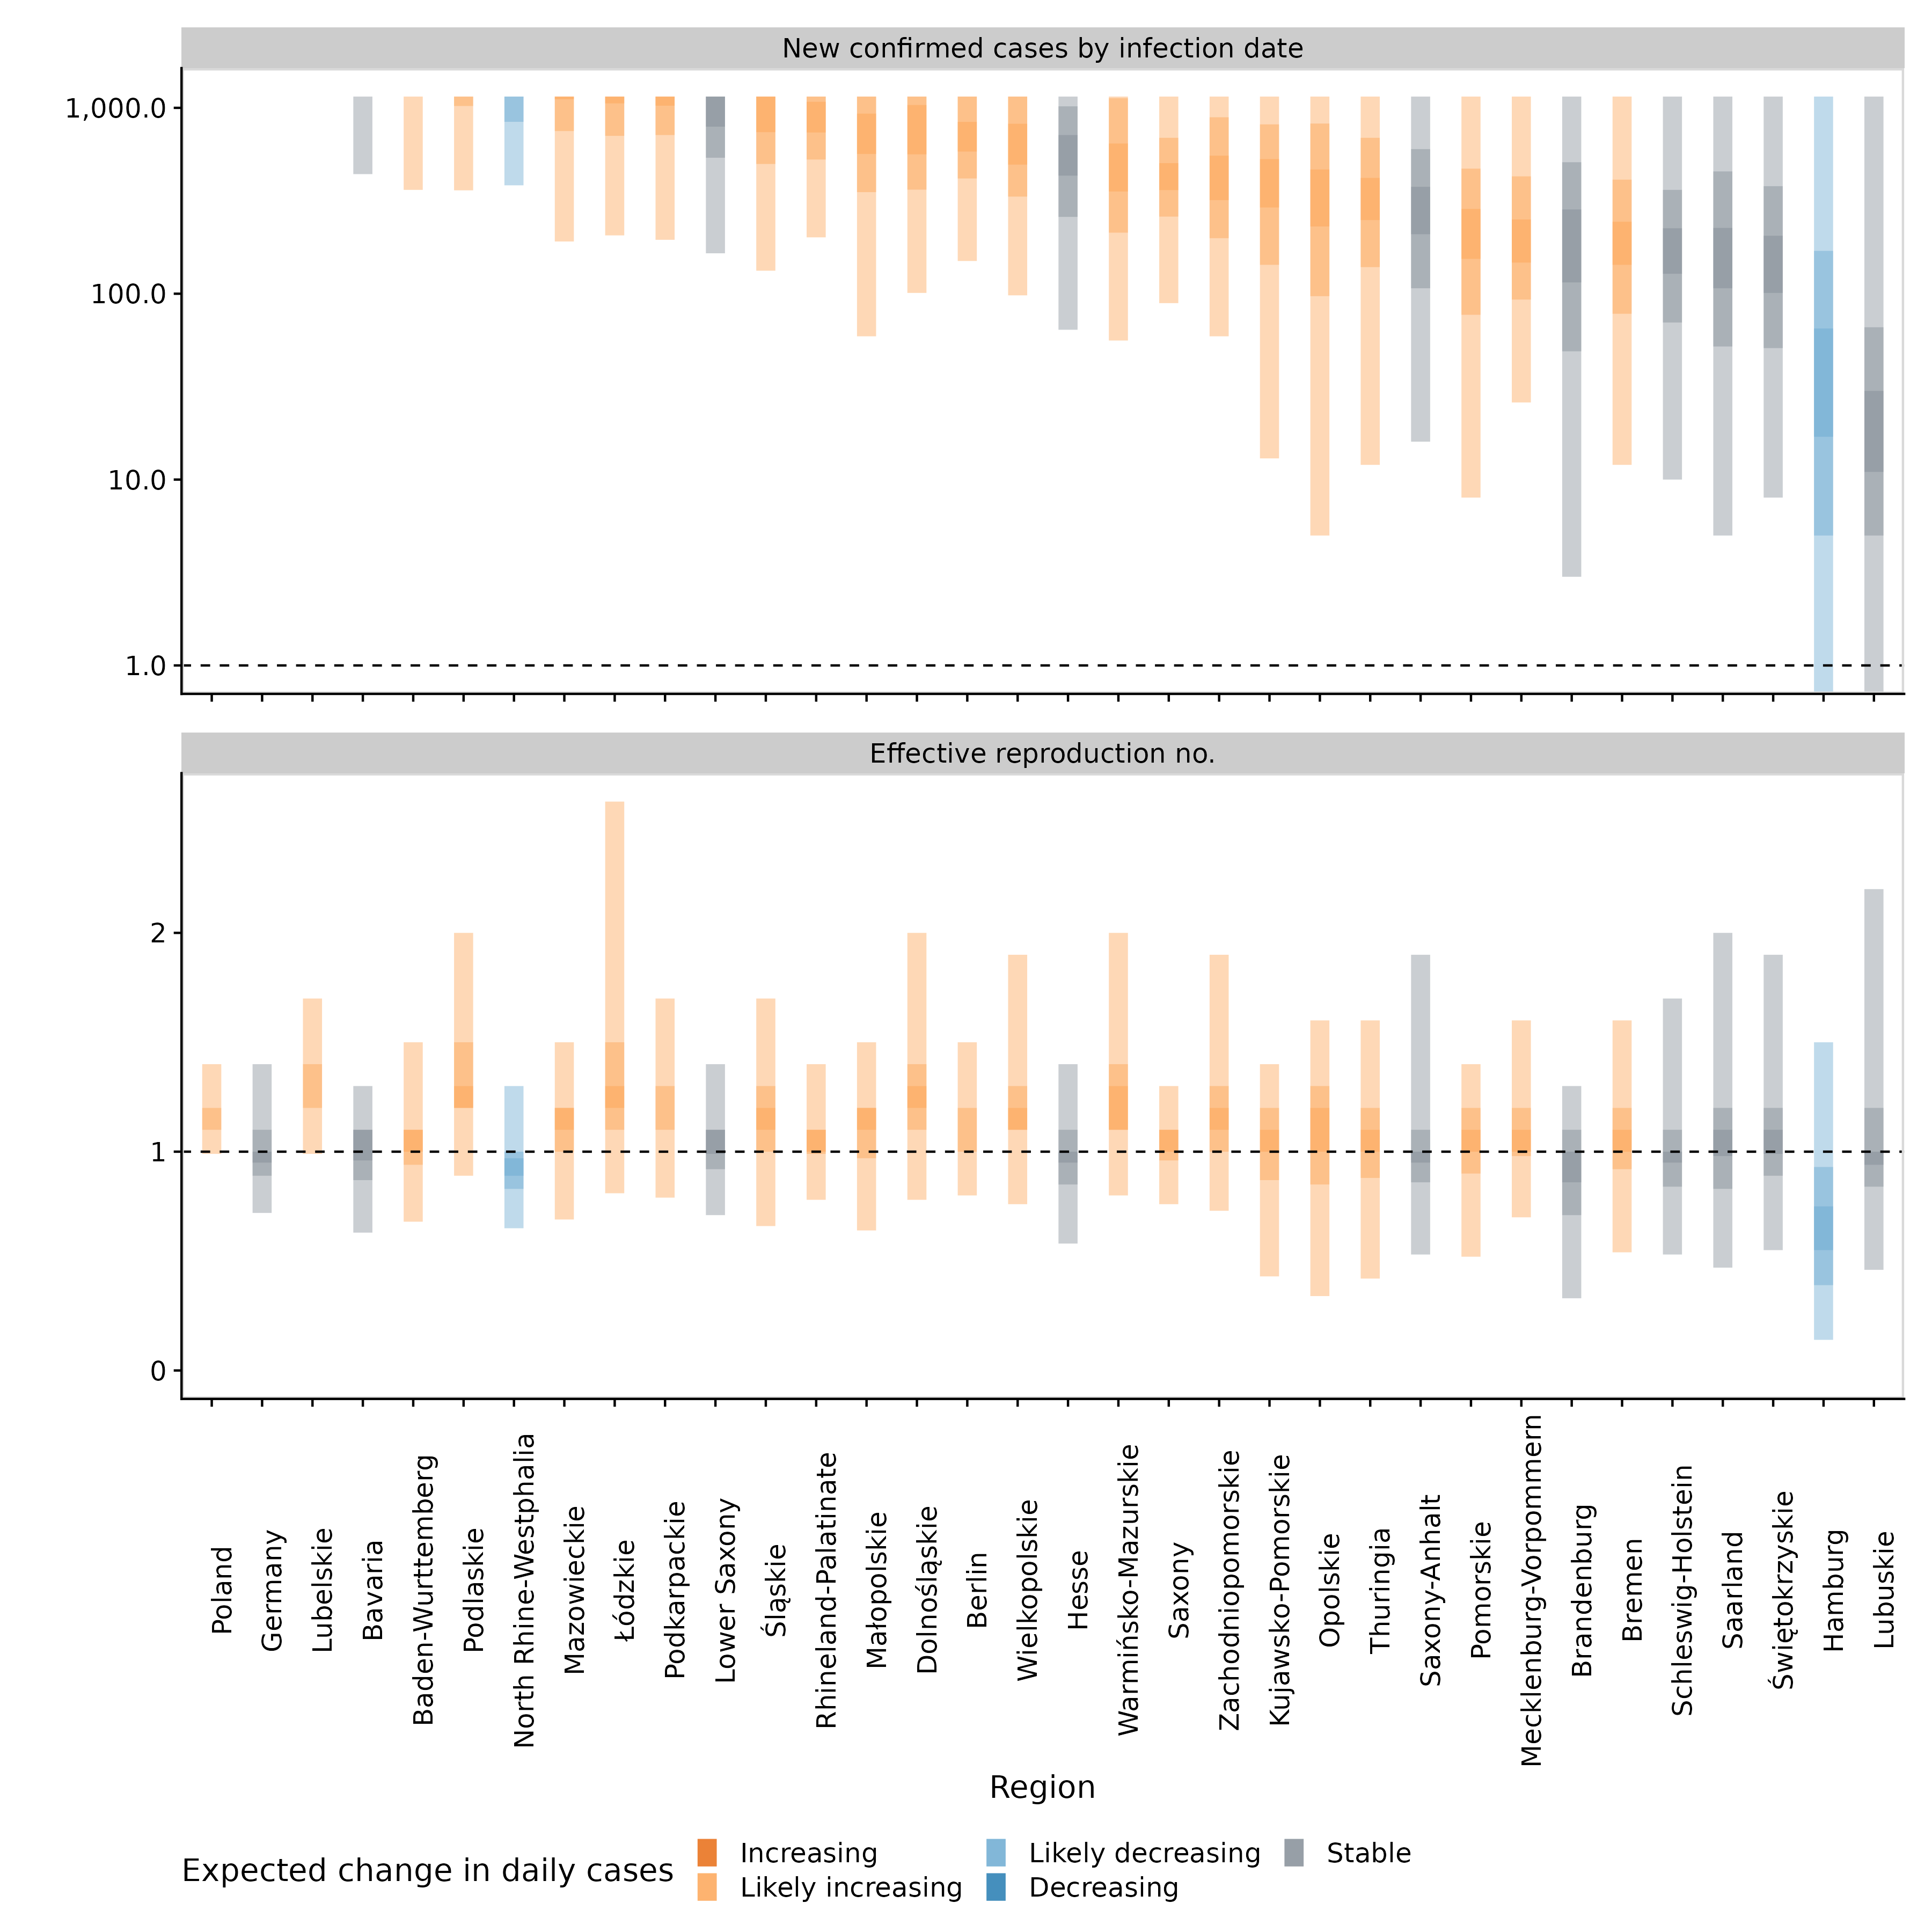 New confirmed cases by infection date
1,000.0
100.0
10.0
1.0
Effective reproduction no.
2
1
0
Poland
Germany
Lubelskie
Bavaria
Baden-Wurttemberg
Podlaskie
North Rhine-Westphalia
Mazowieckie
Łódzkie
Podkarpackie
Lower Saxony
Śląskie
Rhineland-Palatinate
Małopolskie
Dolnośląskie
Berlin
Wielkopolskie
Hesse
Warmińsko-Mazurskie
Saxony
Zachodniopomorskie
Kujawsko-Pomorskie
Opolskie
Thuringia
Saxony-Anhalt
Pomorskie
Mecklenburg-Vorpommern
Brandenburg
Bremen
Schleswig-Holstein
Saarland
Świętokrzyskie
Hamburg
Lubuskie
Region
Expected change in daily cases
Increasing
Likely increasing
Likely decreasing
Decreasing
Stable